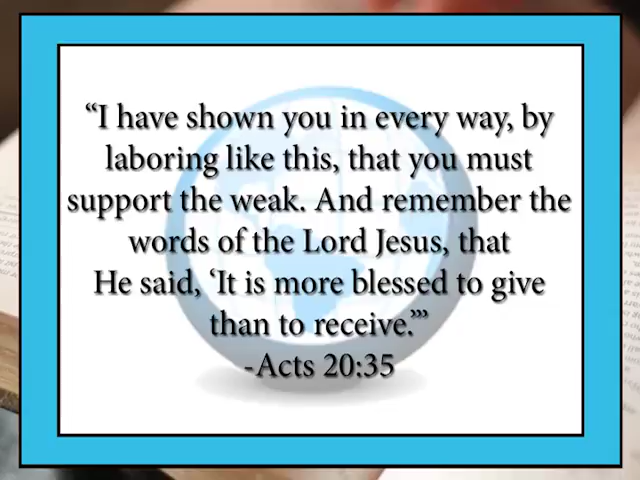 “I have shown you in every way, by
laboring like this, that you must
support the weak. And remember the
words of the Lord Jesus, that
He said, ‘It is more blessed to give
than to receive.’”
-Acts 20:35